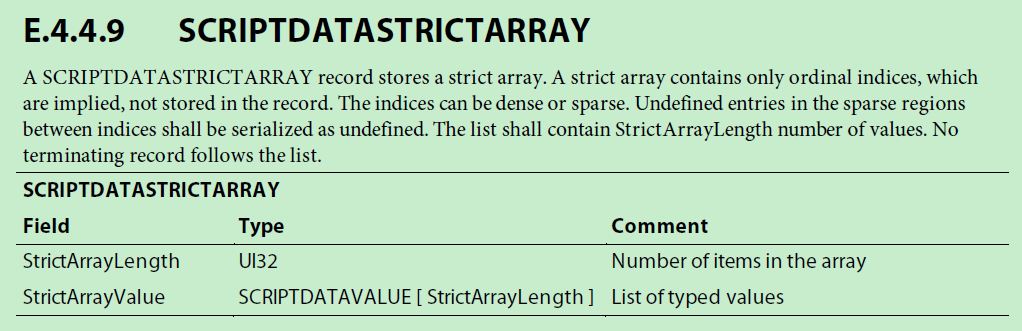 E.4.4.9 SCRIPTDATASTRICTARRAY
A SCRIPTDATASTRICTARRAY record stores a strict array. A strict array contains only ordinal indices, which
are implied, not stored in the record. The indices can be dense or sparse. Undefined entries in the sparse regions
between indices shall be serialized as undefined. The list shall contain StrictArrayLength number of values. No
terminating record follows the list.
SCRIPTDATASTRICTARRAY
Field Type Comment
StrictArrayLength UI32 Number of items in the array
StrictArrayValue SCRIPTDATAVALUE [ StrictArrayLength ] List of typed values